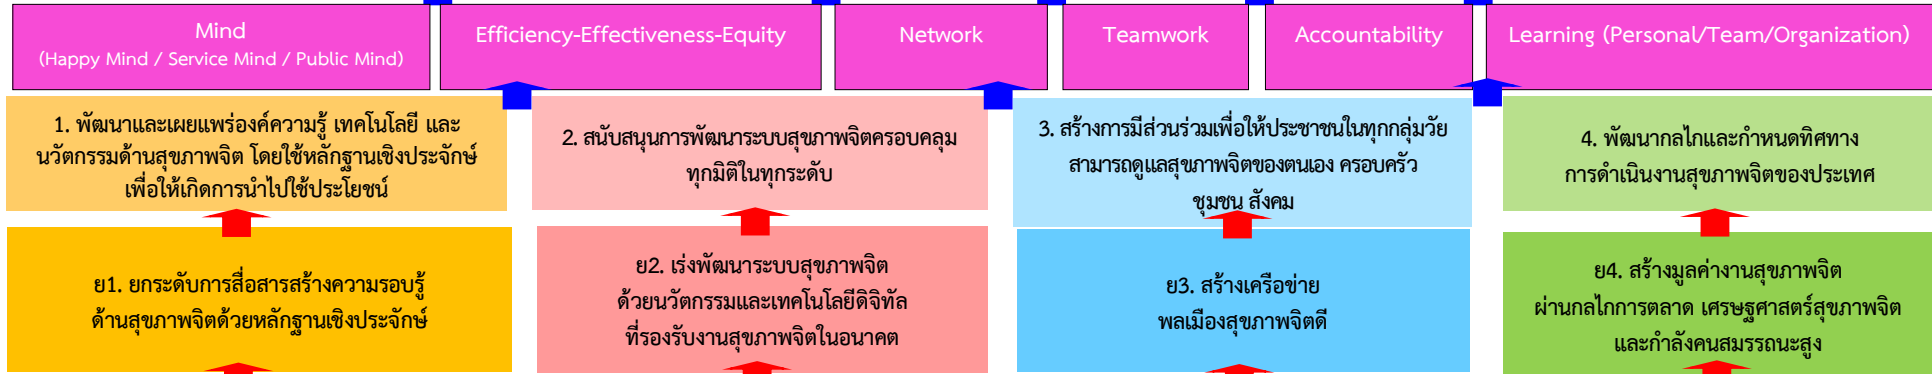 Mind
(Happy Mind / Service Mind / Public Mind)
Efficiency-Effectiveness-Equity
Network
Teamwork
Accountability
Learning (Personal/Team/Organization)
1. พัฒนาและเผยแพร่องค์ความรู้ เทคโนโลยี และ
นวัตกรรมด้านสุขภาพจิต โดยใช้หลักฐานเชิงประจักษ์
เพื่อให้เกิดการนำไปใช้ประโยชน์
2. สนับสนุนการพัฒนาระบบสุขภาพจิตครอบคลุม
ทุกมิติในทุกระดับ
3. สร้างการมีส่วนร่วมเพื่อให้ประชาชนในทุกกลุ่มวัย
สามารถดูแลสุขภาพจิตของตนเอง ครอบครัว
ชุมชน สังคม
4. พัฒนากลไกและกำหนดทิศทาง
การดำเนินงานสุขภาพจิตของประเทศ
ย1. ยกระดับการสื่อสารสร้างความรอบรู้
ด้านสุขภาพจิตด้วยหลักฐานเชิงประจักษ์
ย2. เร่งพัฒนาระบบสุขภาพจิต
ด้วยนวัตกรรมและเทคโนโลยีดิจิทัล
ที่รองรับงานสุขภาพจิตในอนาคต
ย3. สร้างเครือข่าย
พลเมืองสุขภาพจิตดี
ย4. สร้างมูลค่างานสุขภาพจิต
ผ่านกลไกการตลาด เศรษฐศาสตร์สุขภาพจิต
และกำลังคนสมรรถนะสูง